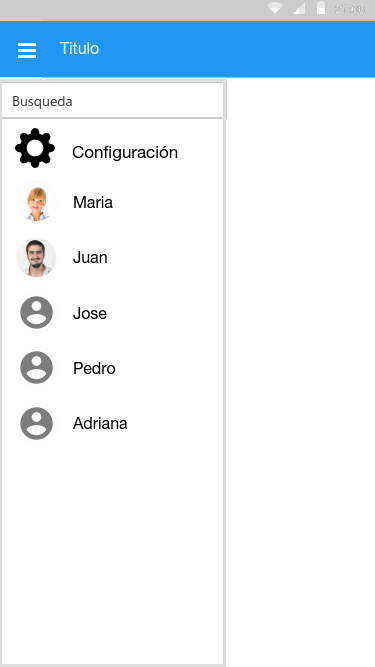 Titulo
Busqueda
Configuración
Maria
Juan
Jose
Pedro
Adriana